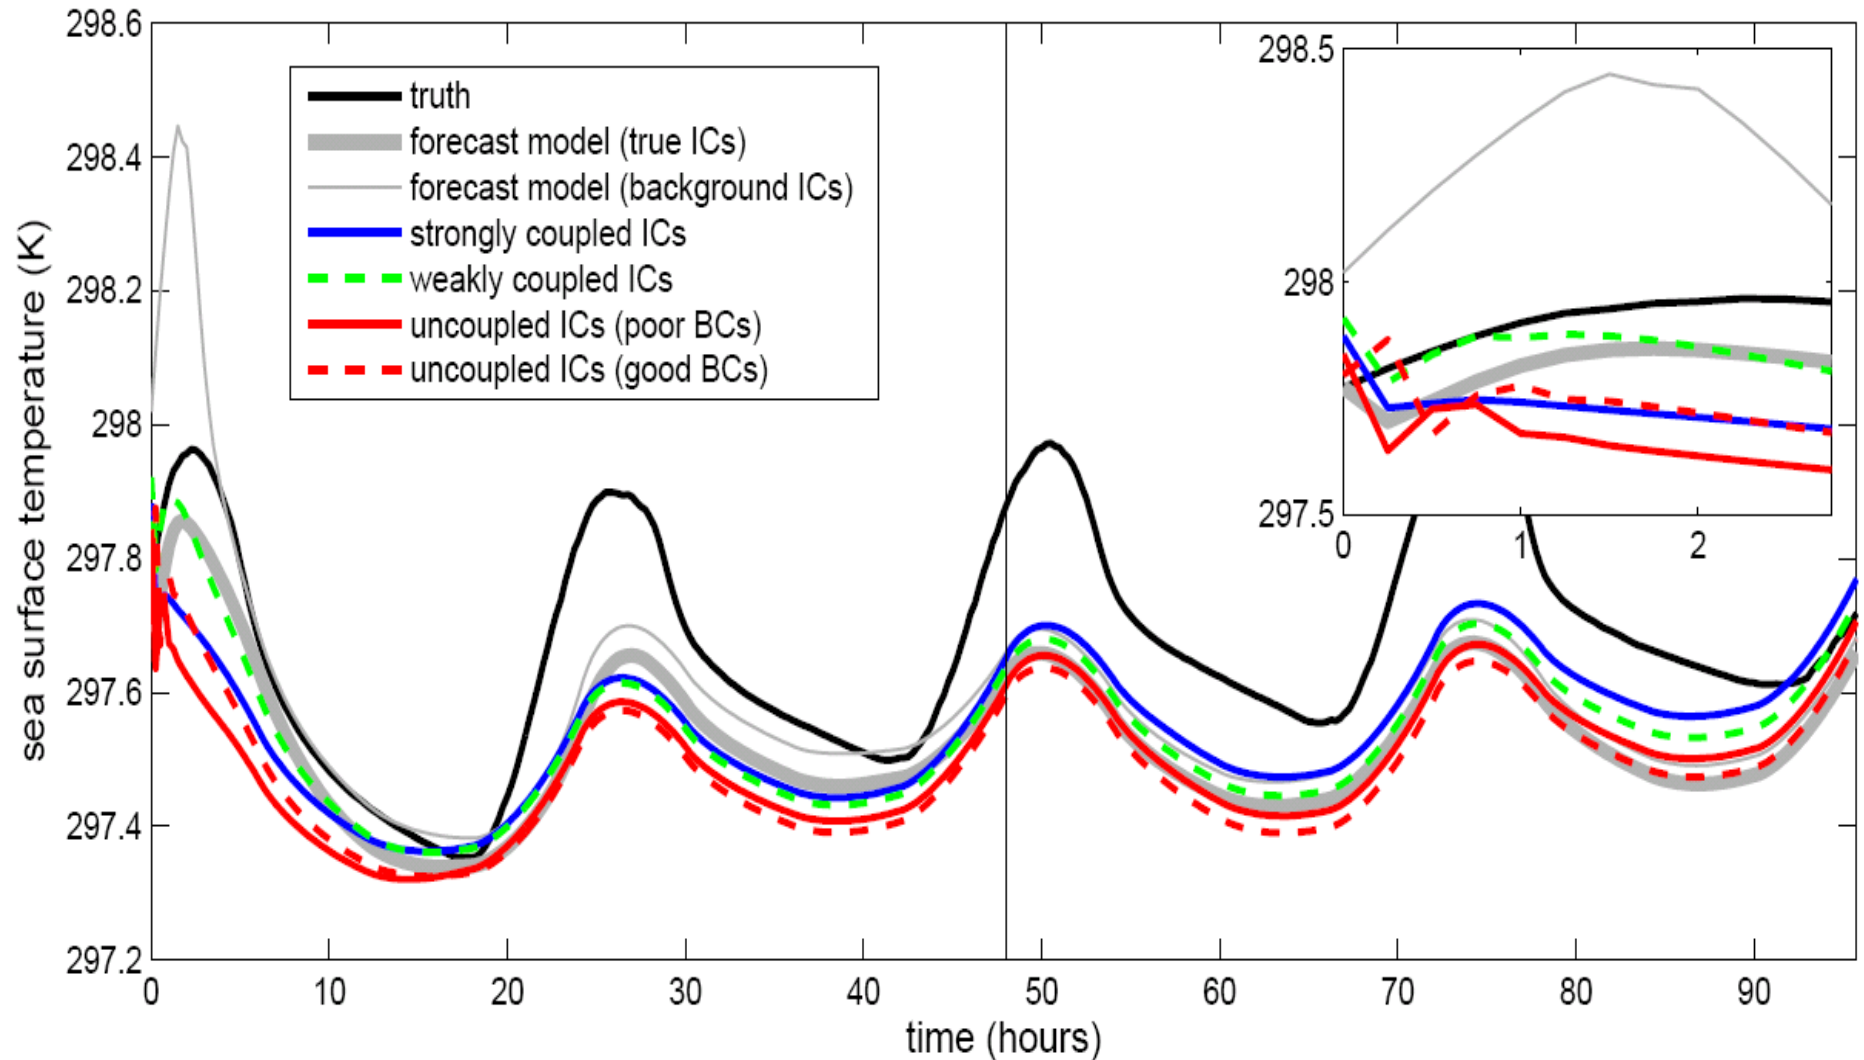 298.6
298.4
298.2
298
297.8
297.6
297.4
297.2
sea surface temperature (K)
truth
forecast model (true ICs)
forecast model (background ICs)
strongly coupled ICs
weakly coupled ICs
uncoupled ICs (poor BCs)
uncoupled ICs (good BCs)
298.5
298
297.5
0 1 2
0 10 20 30 40 50 60 70 80 90
time (hours)